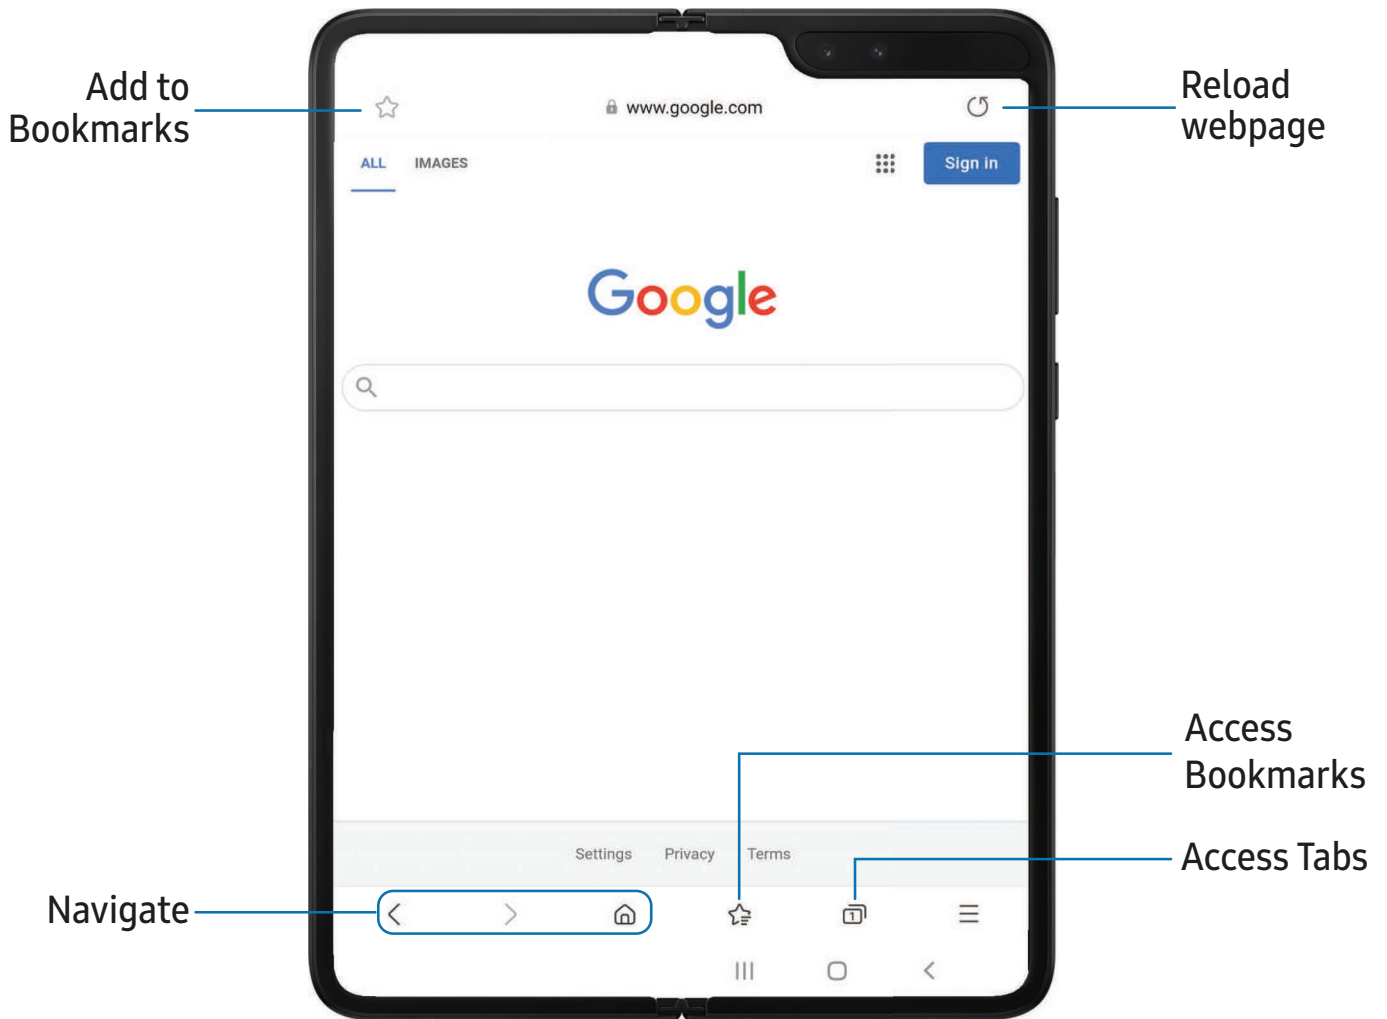 Add to
Bookmarks
www.google.com
Reload
webpage
ALL IMAGES
Sign in
Google
Access
Bookmarks
Settings Privacy Terms
Access Tabs
Navigate
1